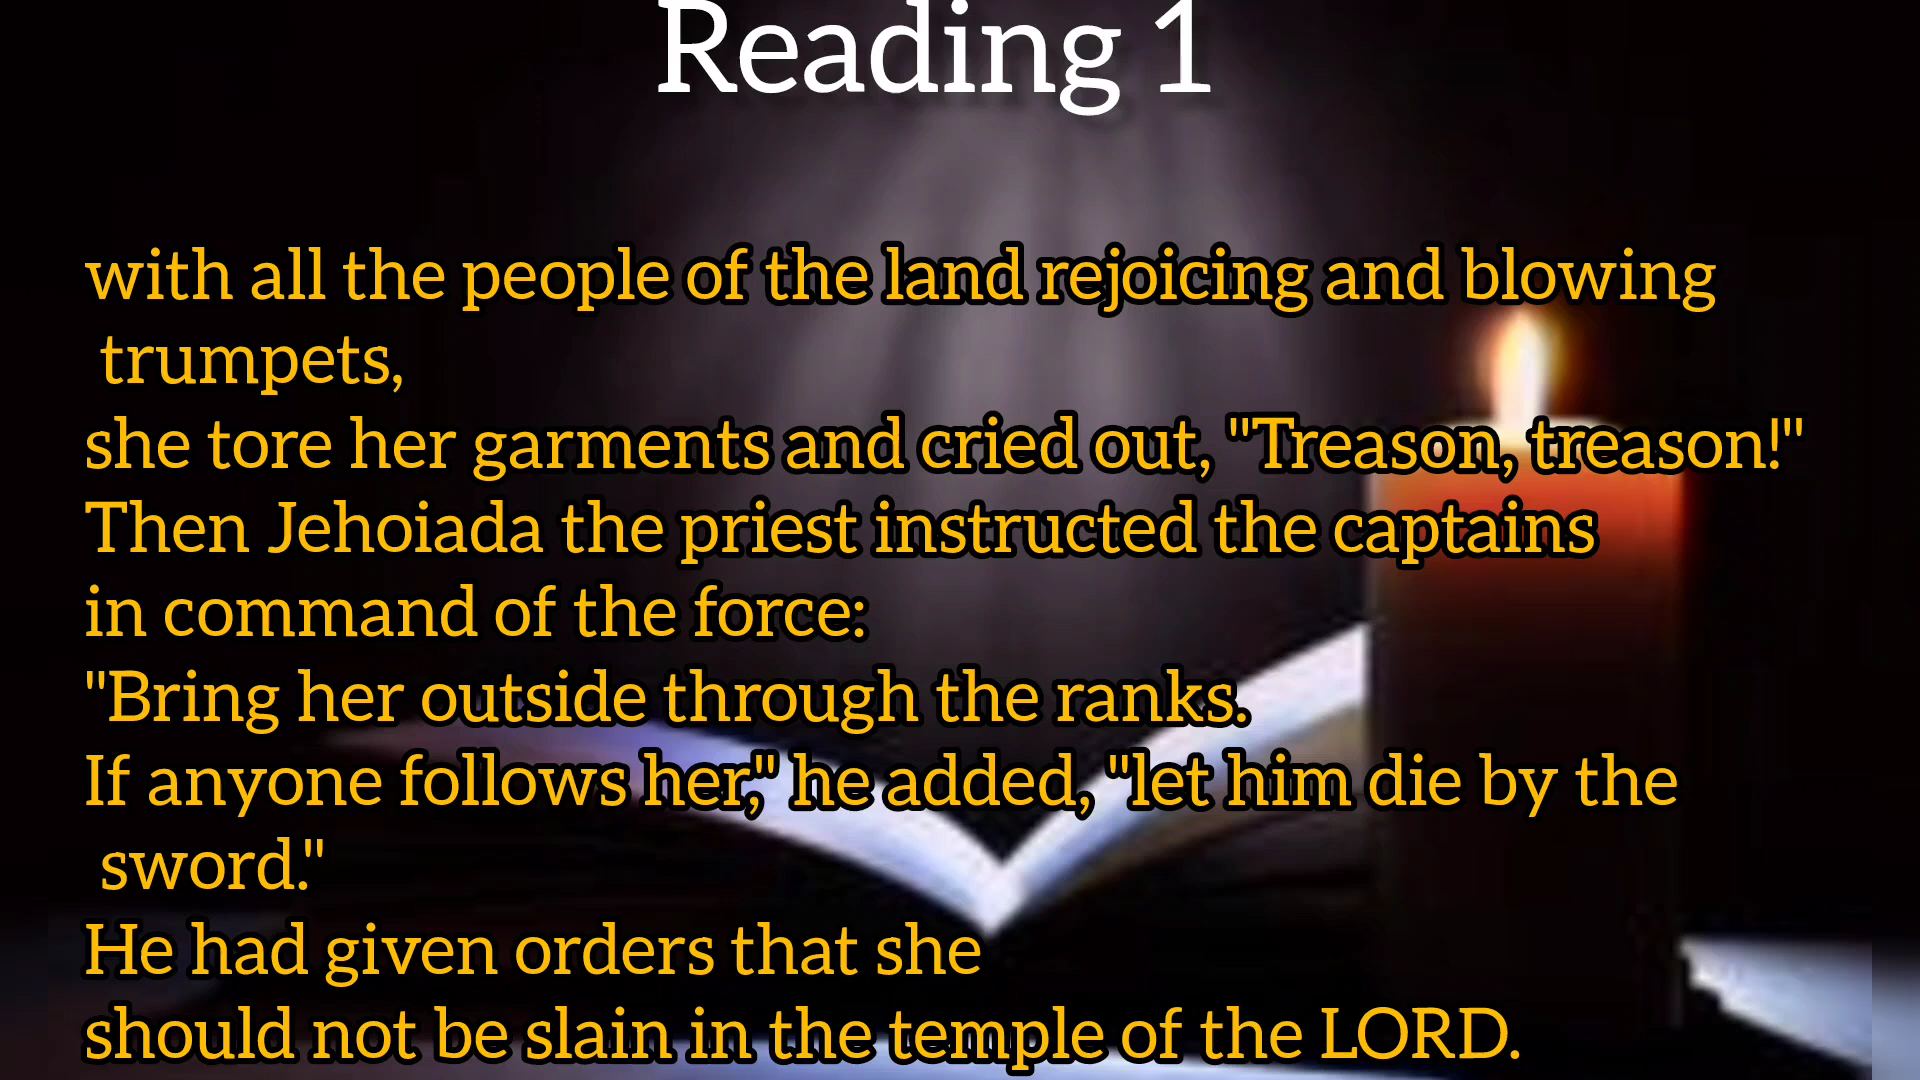 Reading 1
with all the people of the land rejoicing and blowing
trumpets,
she tore her garments and cried out, "Treason, treason!"
Then Jehoiada the priest instructed the captains
in command of the force:
"Bring her outside through the ranks.
If anyone follows her," he added, "let him die by the
sword."
He had given orders that she
should not be slain in the temple of the LORD.